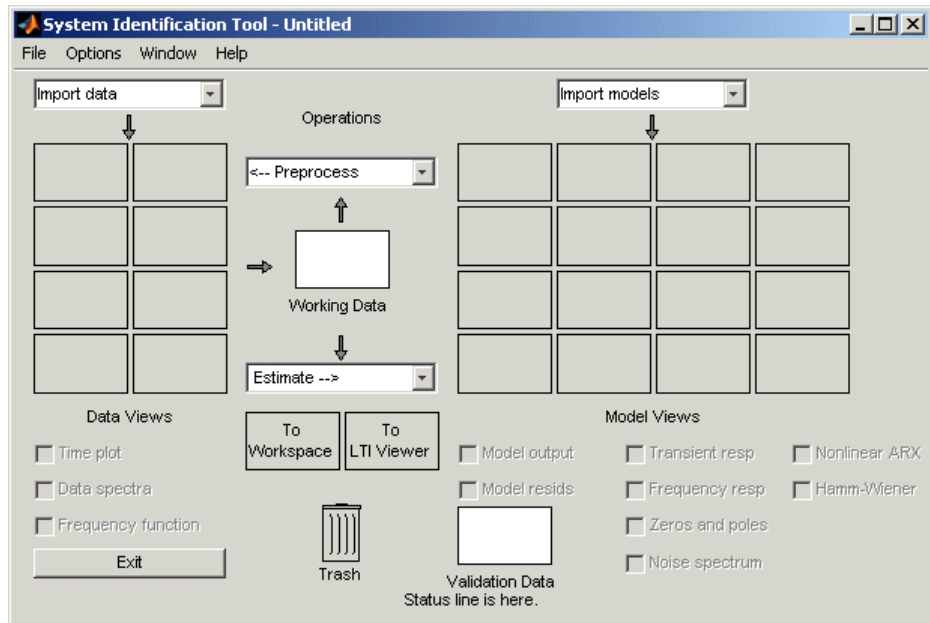 System Identification Tool - Untitled
File Options Window Help
Import data
Import models
Operations
<-- Preprocess
Working Data
Estimate -->
Data Views
Model Views
To Workspace
To LTI Viewer
Time plot
Data spectra
Frequency function
Model output
Model resids
Transient resp
Frequency resp
Zeros and poles
Noise spectrum
Nonlinear ARX
Hamm-Wiener
Exit
Trash
Validation Data
Status line is here.